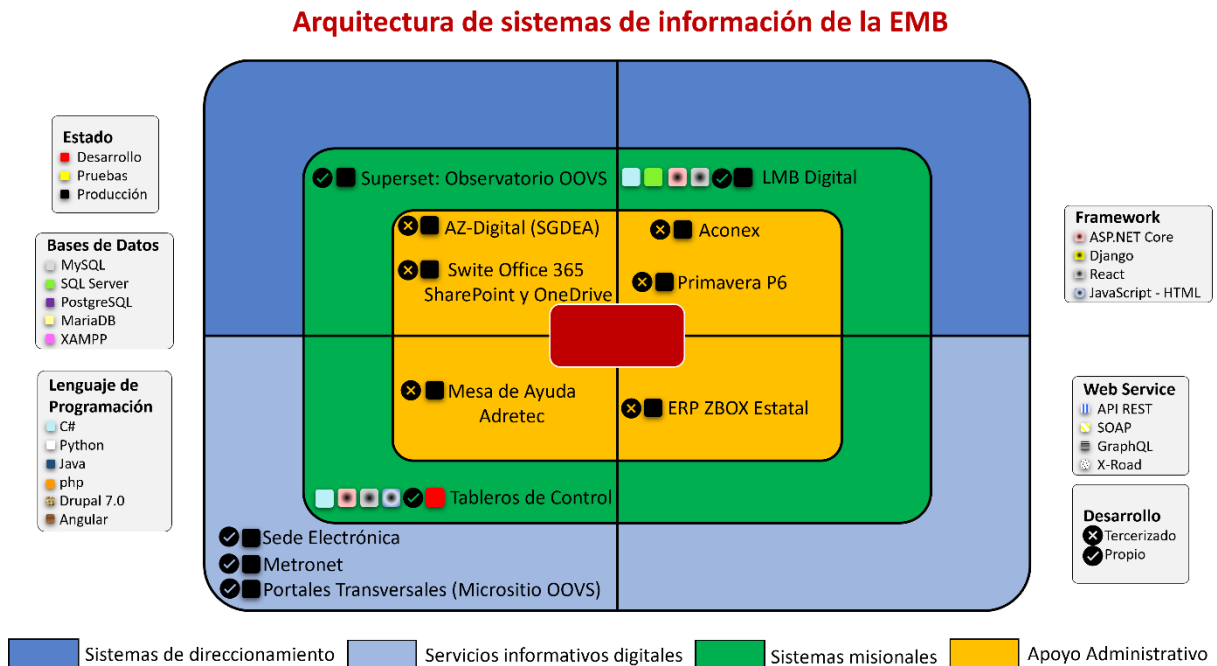 Arquitectura de sistemas de información de la EMB
Estado
Desarrollo
Pruebas
Producción
Bases de Datos
MySQL
SQL Server
PostgreSQL
MariaDB
XAMPP
Lenguaje de
Programación
C#
Python
Java
php
Drupal 7.0
Angular
Superset: Observatorio OOVS
LMB Digital
AZ-Digital (SGDEA)
Aconex
Swite Office 365
SharePoint y OneDrive
Primavera P6
Mesa de Ayuda
Adretec
ERP ZBOX Estatal
Tableros de Control
Sede Electrónica
Metronet
Portales Transversales (Micrositio OOVS)
Framework
ASP.NET Core
Django
React
JavaScript - HTML
Web Service
API REST
SOAP
GraphQL
X-Road
Desarrollo
Tercerizado
Propio
Sistemas de direccionamiento
Servicios informativos digitales
Sistemas misionales
Apoyo Administrativo